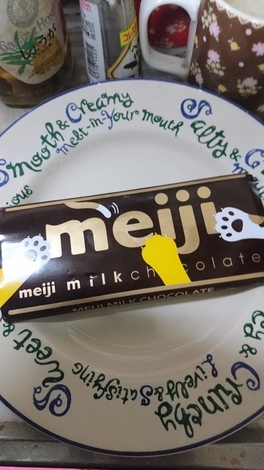 Smooth & Creamy
Melt-in-Your mouth
Salty &
meiji
meiji milk chocolate
MEIJI MILK CHOCOLATE
Sweet &
Satisfying
Lively &
Crunchy